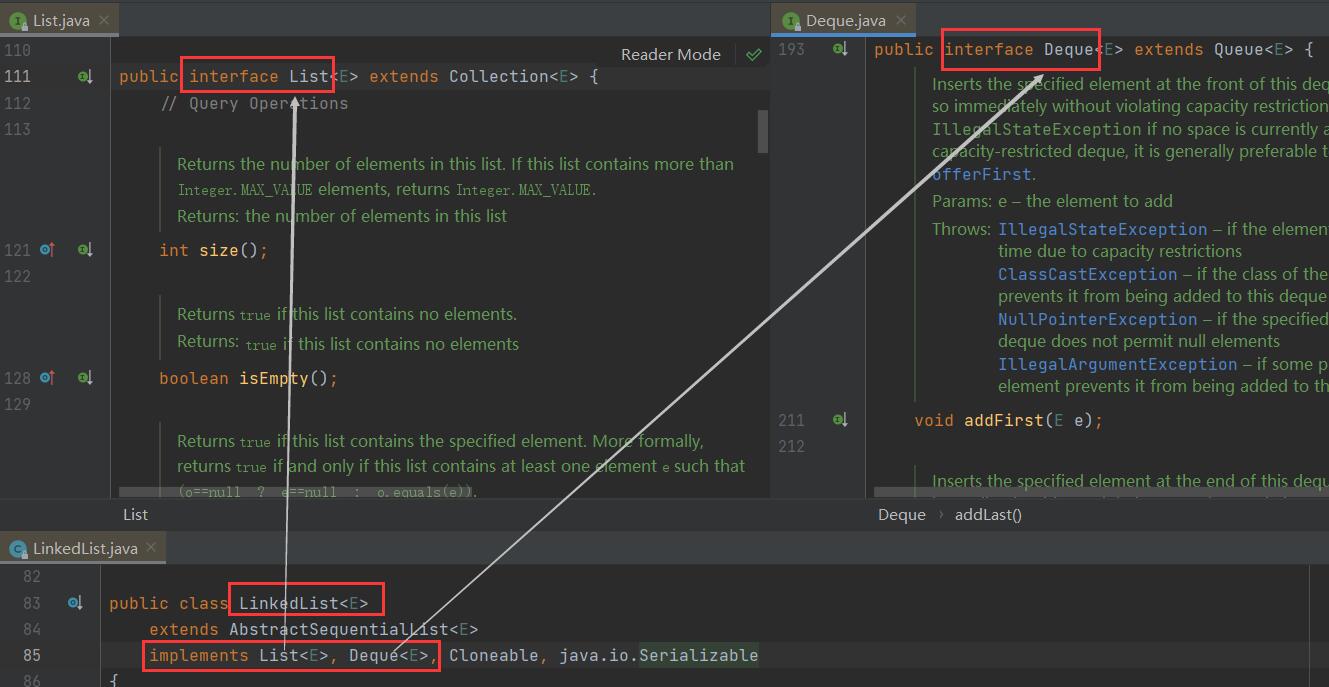 List.java
110
Reader Mode
111 public interface List<E> extends Collection<E> {
112 // Query Operations
113
Returns the number of elements in this list. If this list contains more than
Integer.MAX_VALUE elements, returns Integer.MAX_VALUE.
Returns: the number of elements in this list
121 int size();
122
Returns true if this list contains no elements.
Returns: true if this list contains no elements
128 boolean isEmpty();
129
Returns true if this list contains the specified element. More formally,
returns true if and only if this list contains at least one element e such that
(o==null ? e==null : o.equals(e)).
List
Deque.java
193 public interface Deque<E> extends Queue<E> {
Inserts the specified element at the front of this deq
so immediately without violating capacity restriction
IllegalStateException if no space is currently a
capacity-restricted deque, it is generally preferable t
offerFirst.
Params: e – the element to add
Throws: IllegalStateException – if the elemen
time due to capacity restrictions
ClassCastException – if the class of the
prevents it from being added to this deque
NullPointerException – if the specified
deque does not permit null elements
IllegalArgumentException – if some p
element prevents it from being added to th
211 void addFirst(E e);
212
Inserts the specified element at the end of this dequ
Deque › addLast()
LinkedList.java
82
83 public class LinkedList<E>
84 extends AbstractSequentialList<E>
85 implements List<E>, Deque<E>, Cloneable, java.io.Serializable
86 {